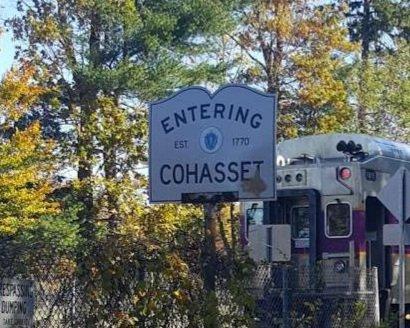 ENTERING
EST. 1770
COHASSET
DUMPING